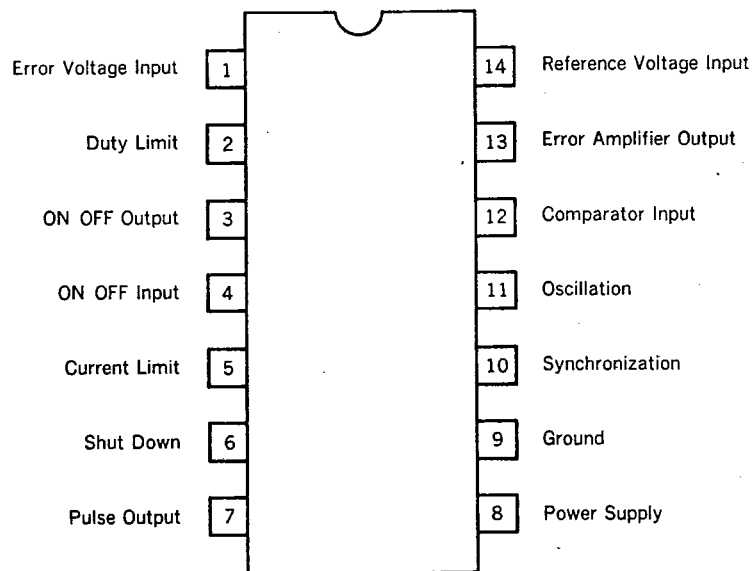 Error Voltage Input 1
Duty Limit 2
ON OFF Output 3
ON OFF Input 4
Current Limit 5
Shut Down 6
Pulse Output 7
14 Reference Voltage Input
13 Error Amplifier Output
12 Comparator Input
11 Oscillation
10 Synchronization
9 Ground
8 Power Supply